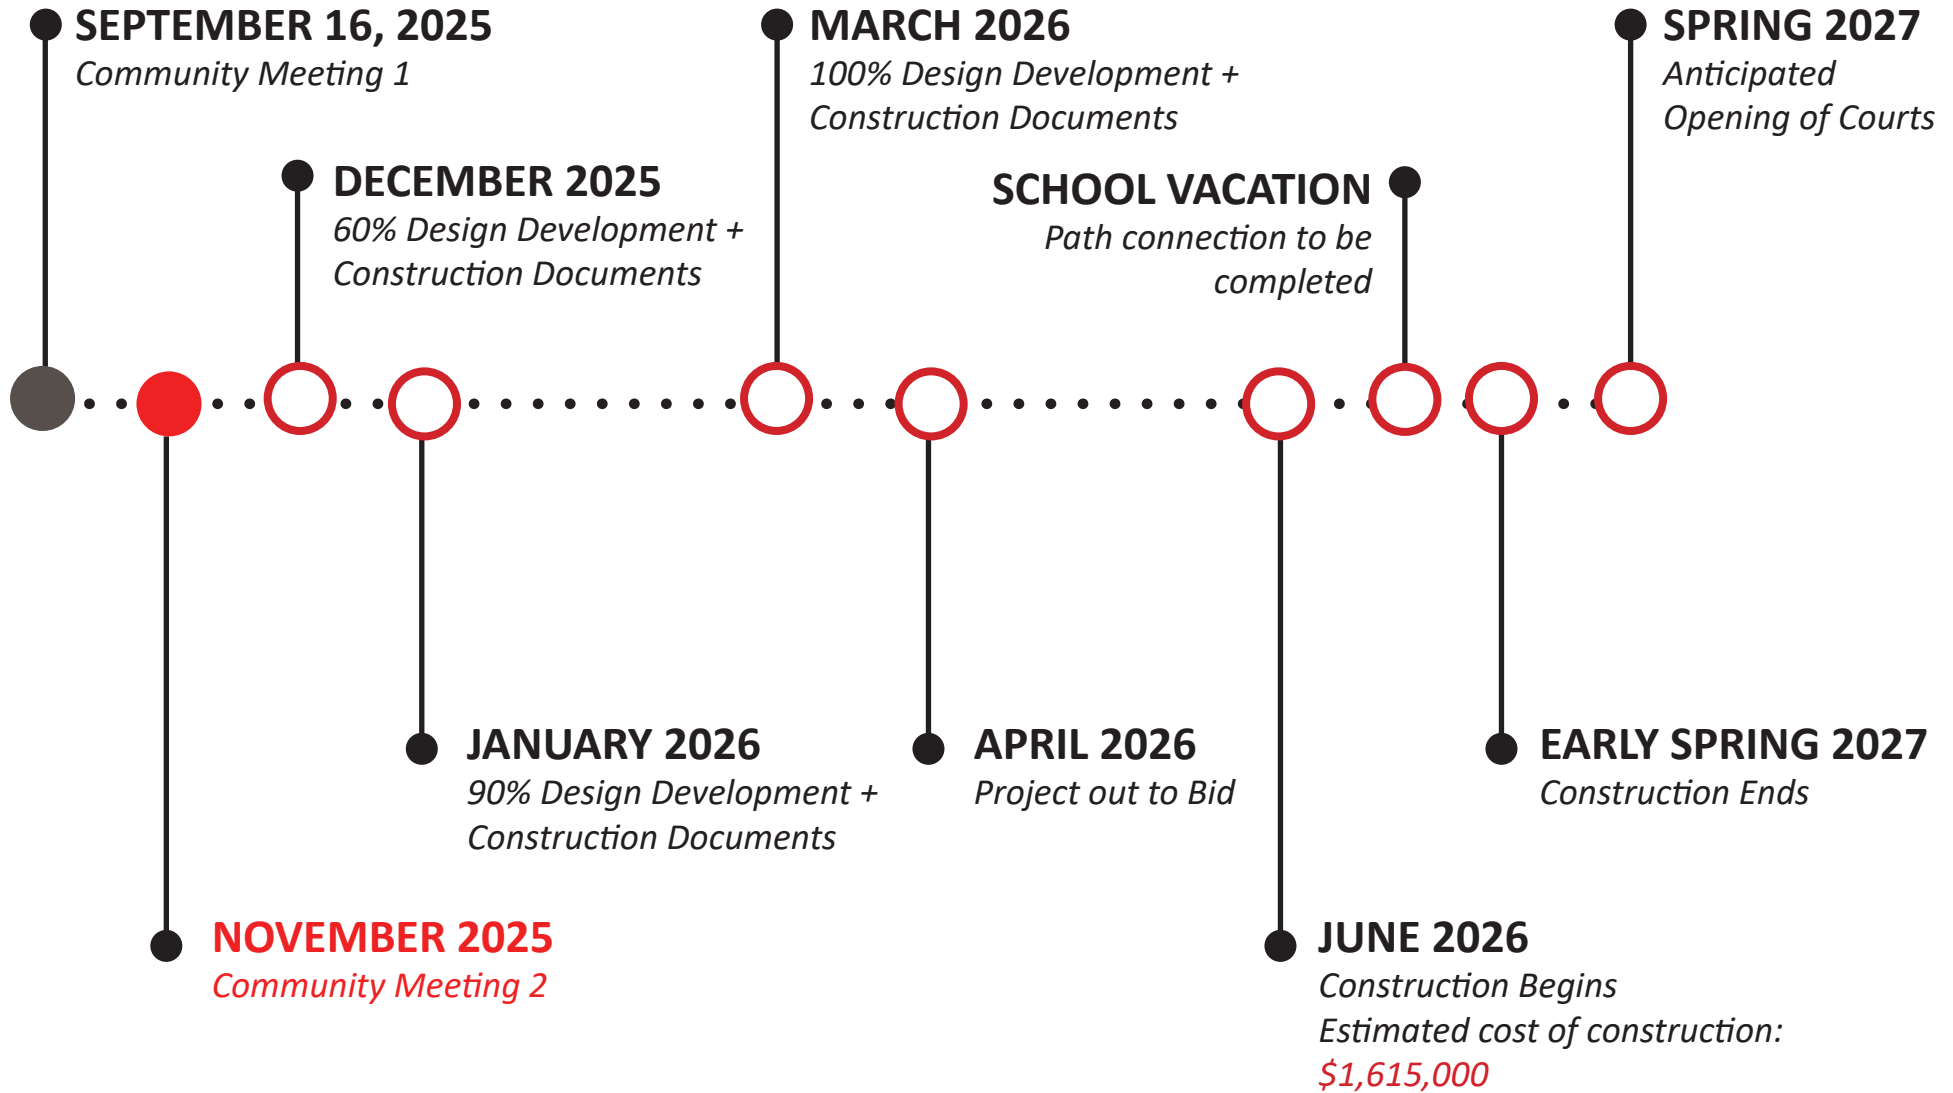 SEPTEMBER 16, 2025
Community Meeting 1
MARCH 2026
100% Design Development +
Construction Documents
SPRING 2027
Anticipated
Opening of Courts
DECEMBER 2025
60% Design Development +
Construction Documents
SCHOOL VACATION
Path connection to be
completed
JANUARY 2026
90% Design Development +
Construction Documents
APRIL 2026
Project out to Bid
EARLY SPRING 2027
Construction Ends
NOVEMBER 2025
Community Meeting 2
JUNE 2026
Construction Begins
Estimated cost of construction:
$1,615,000